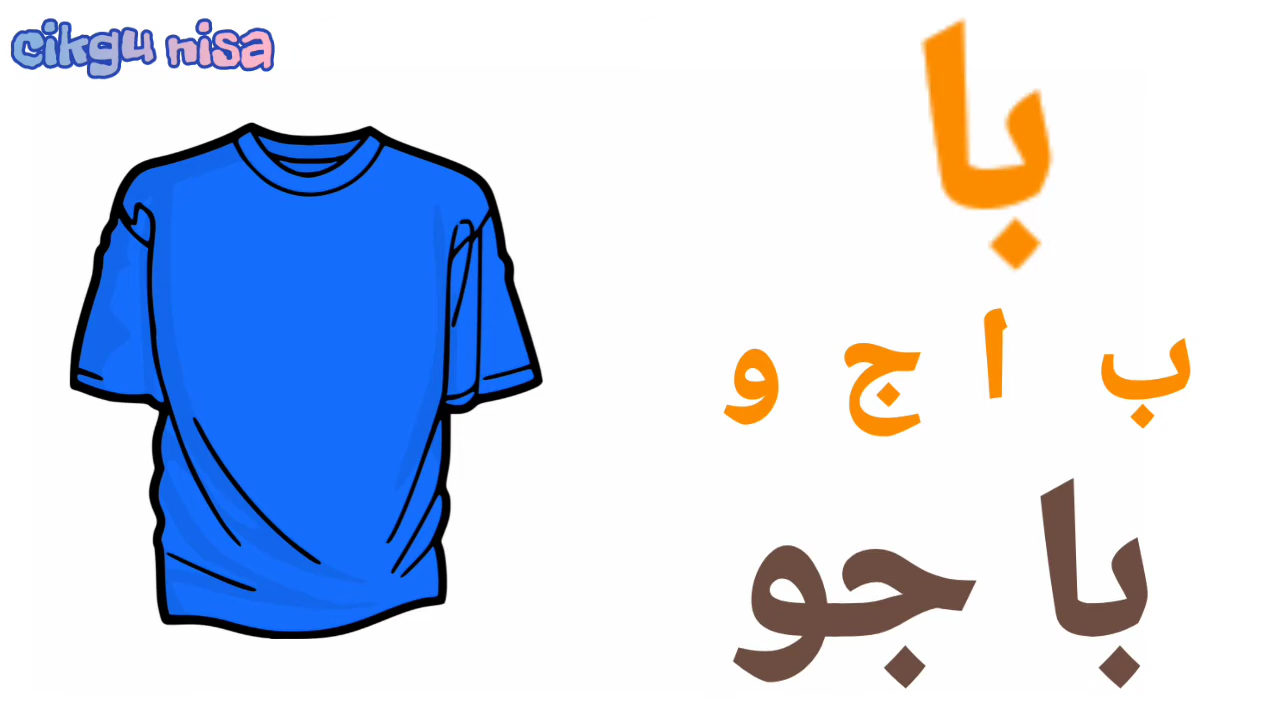 cikgu nisa
با
ب ا ج و
باجو